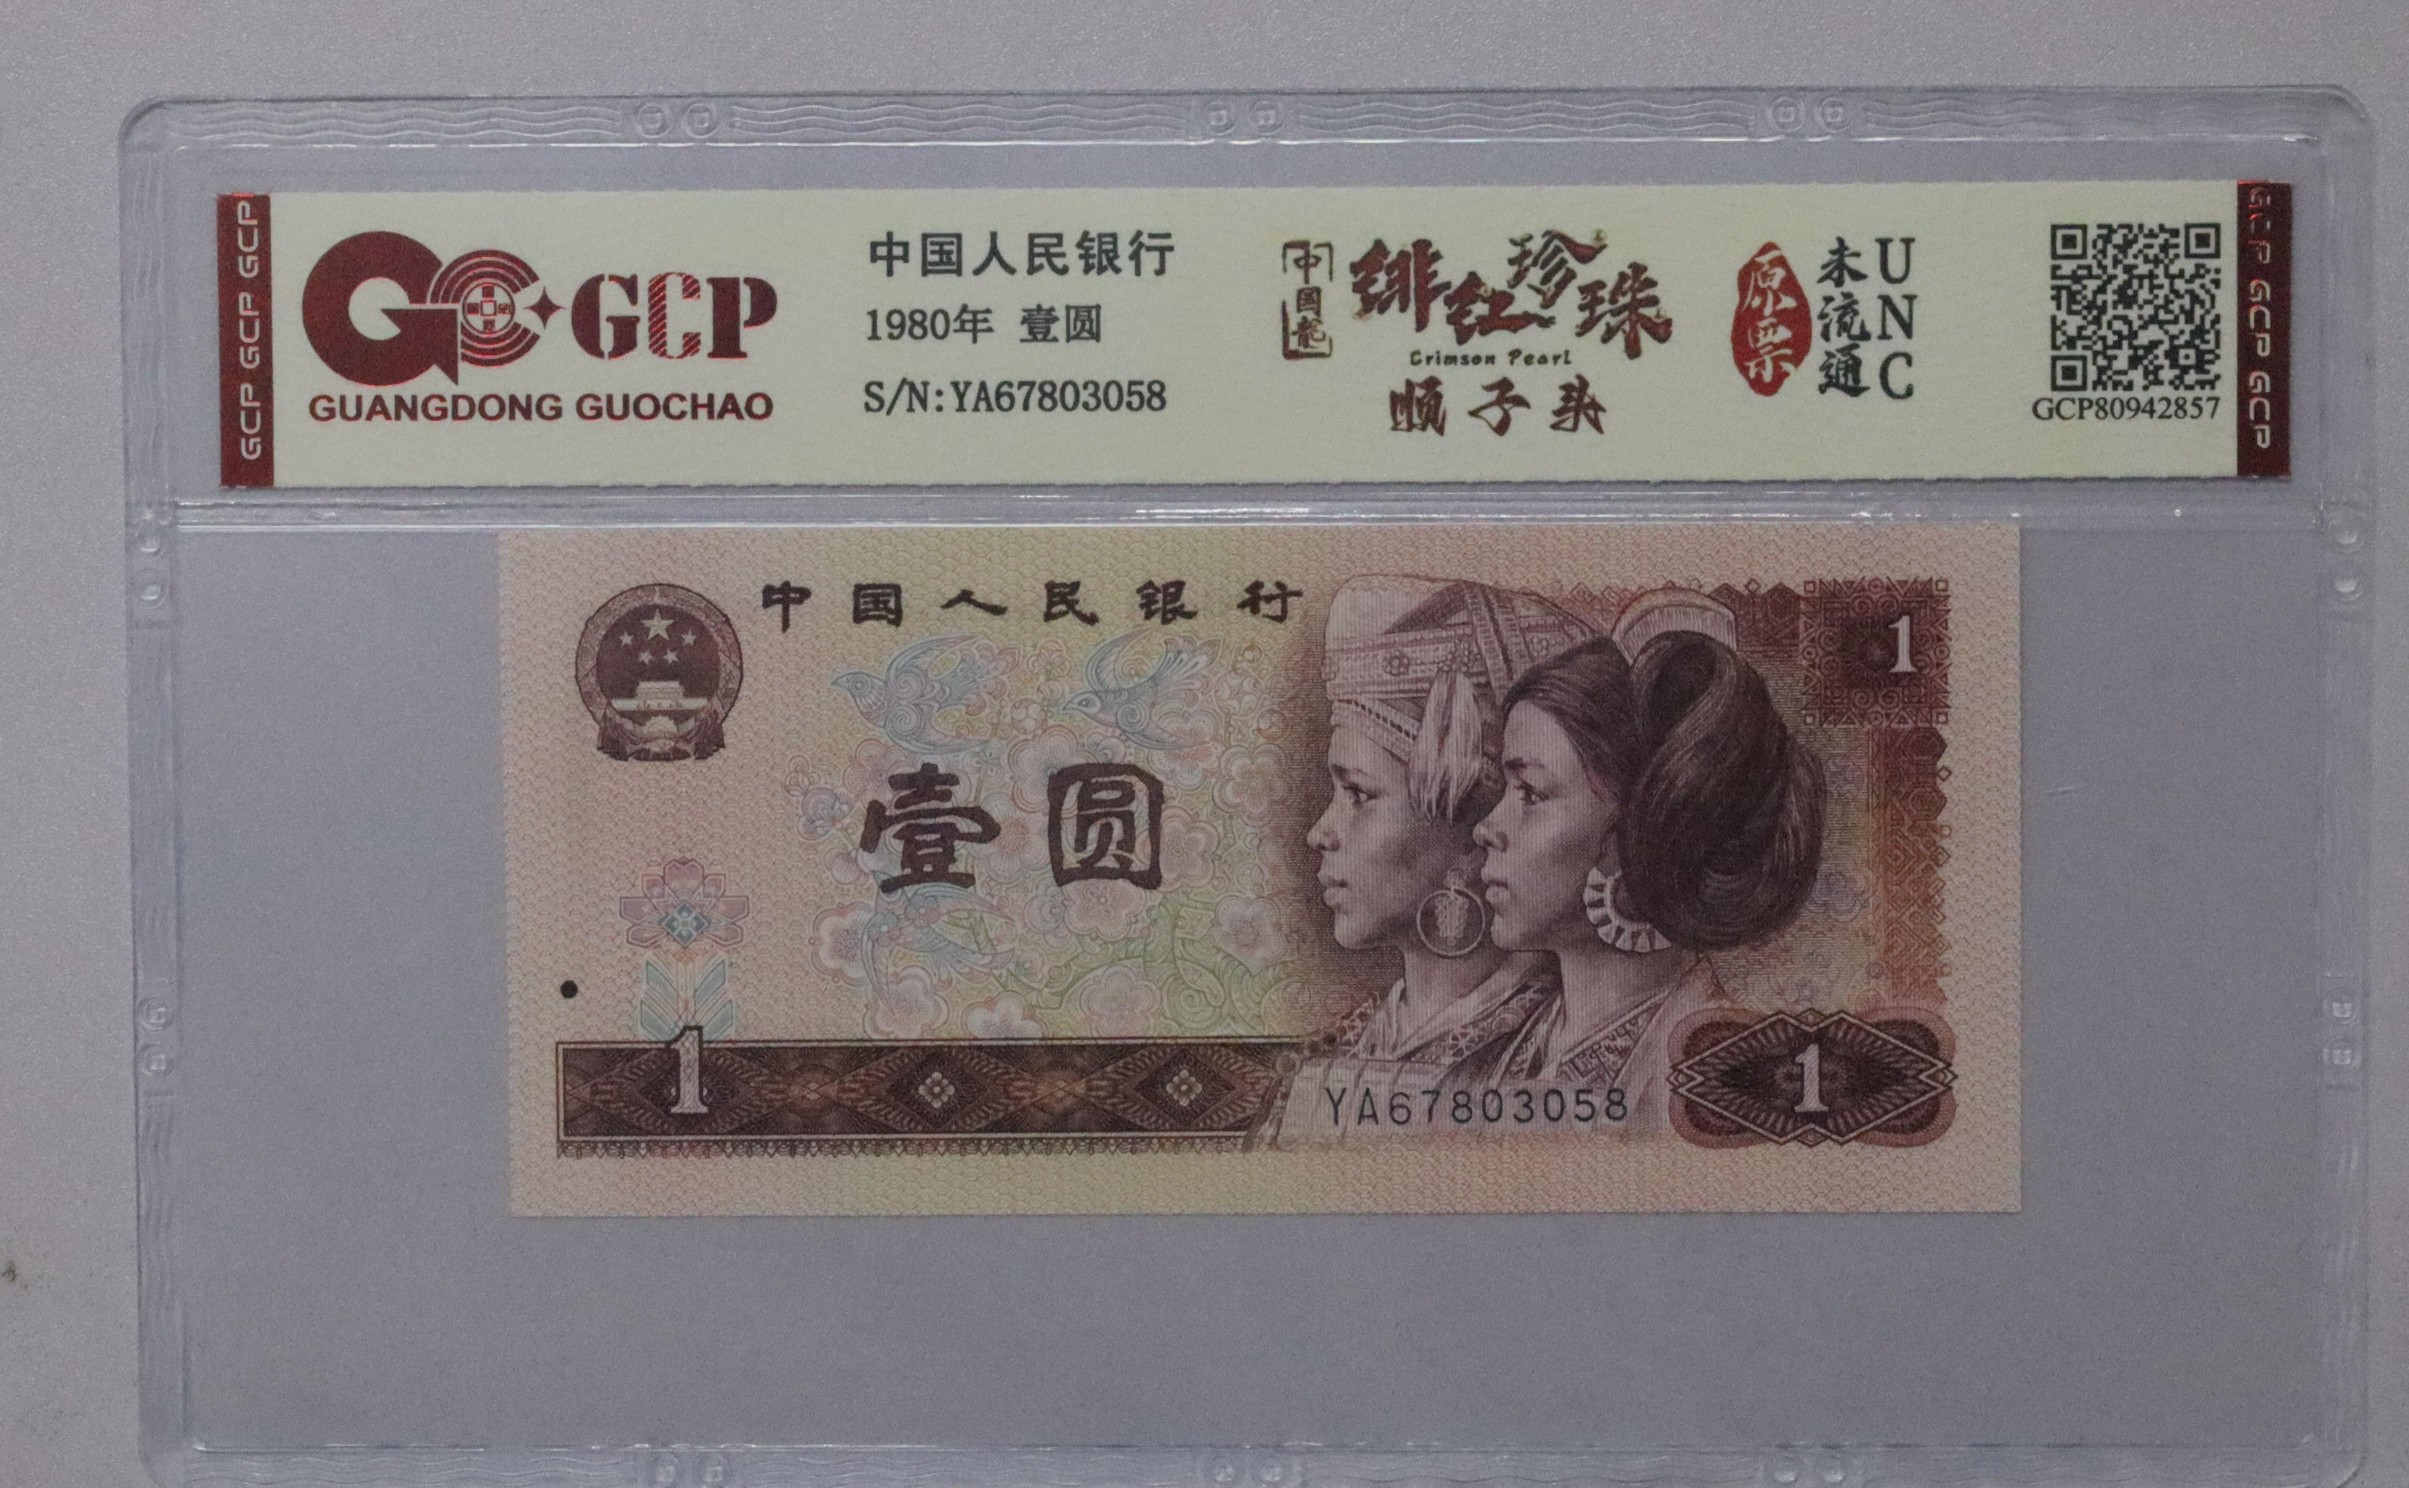 GCP GCP GCP
GCP
GUANGDONG GUOCHAO
中国人民银行
1980年 壹圆
S/N:YA67803058
中国龍
绯红珍珠
Crimson Pearl
顺子号
原票
未流通
UNC
GCP80942857
GCP GCP GCP
中国人民银行
1
壹圆
1
YA67803058
1